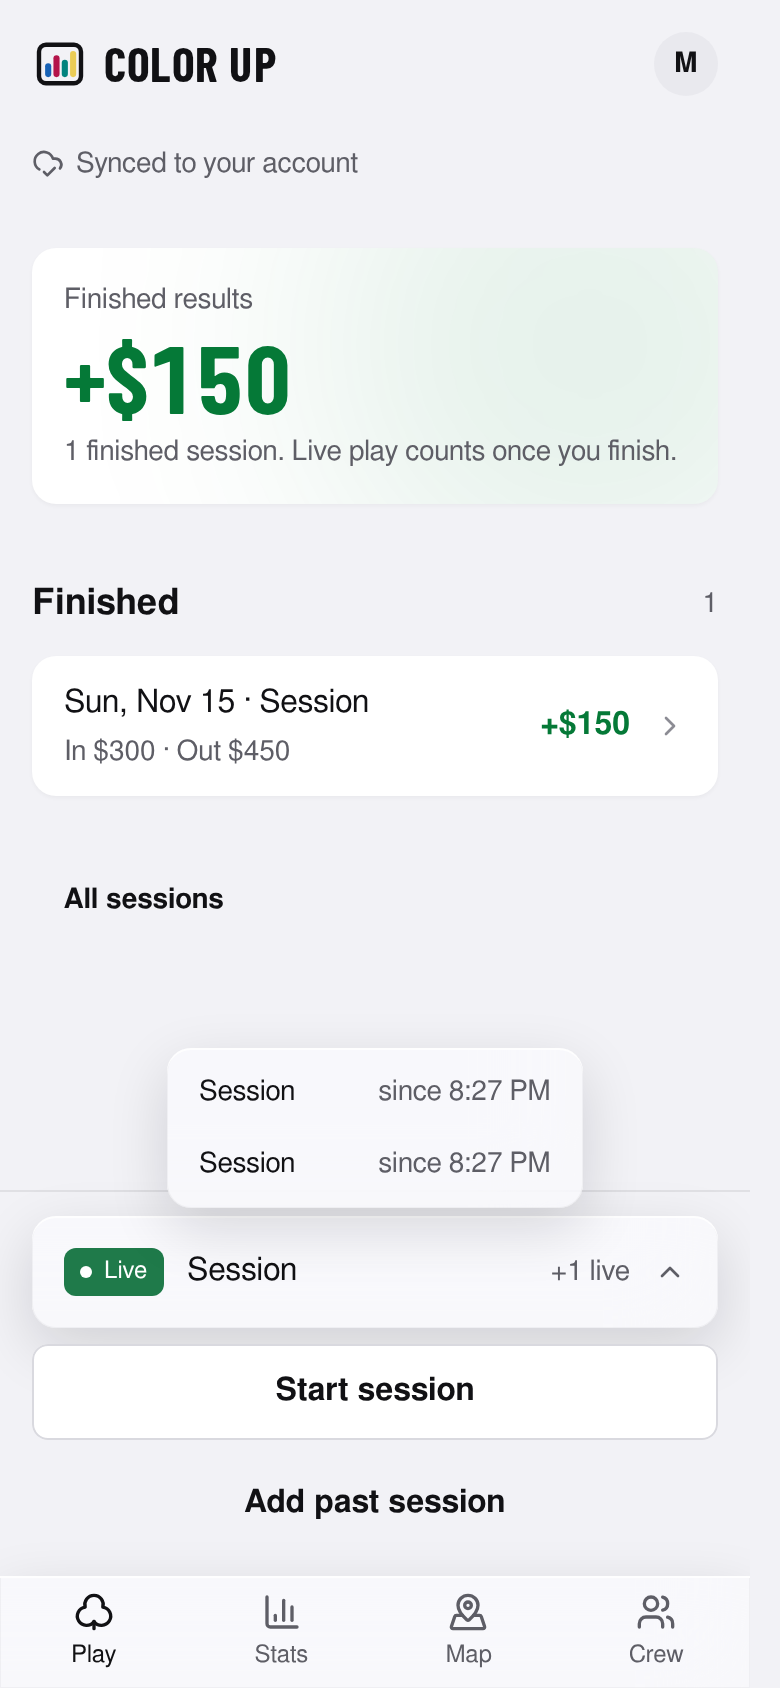 COLOR UP
M
Synced to your account
Finished results
+$150
1 finished session. Live play counts once you finish.
Finished
1
Sun, Nov 15 · Session
+$150
In $300 · Out $450
All sessions
Session since 8:27 PM
Session since 8:27 PM
Live Session +1 live
Start session
Add past session
Play Stats Map Crew